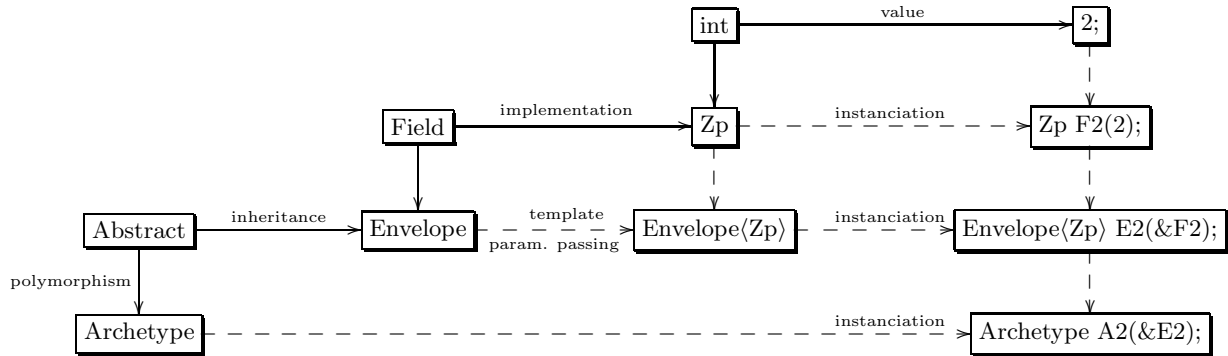 int
value
2;
Field
implementation
Zp
instanciation
Zp F2(2);
Abstract
inheritance
Envelope
template
param. passing
Envelope⟨Zp⟩
instanciation
Envelope⟨Zp⟩ E2(&F2);
polymorphism
Archetype
instanciation
Archetype A2(&E2);